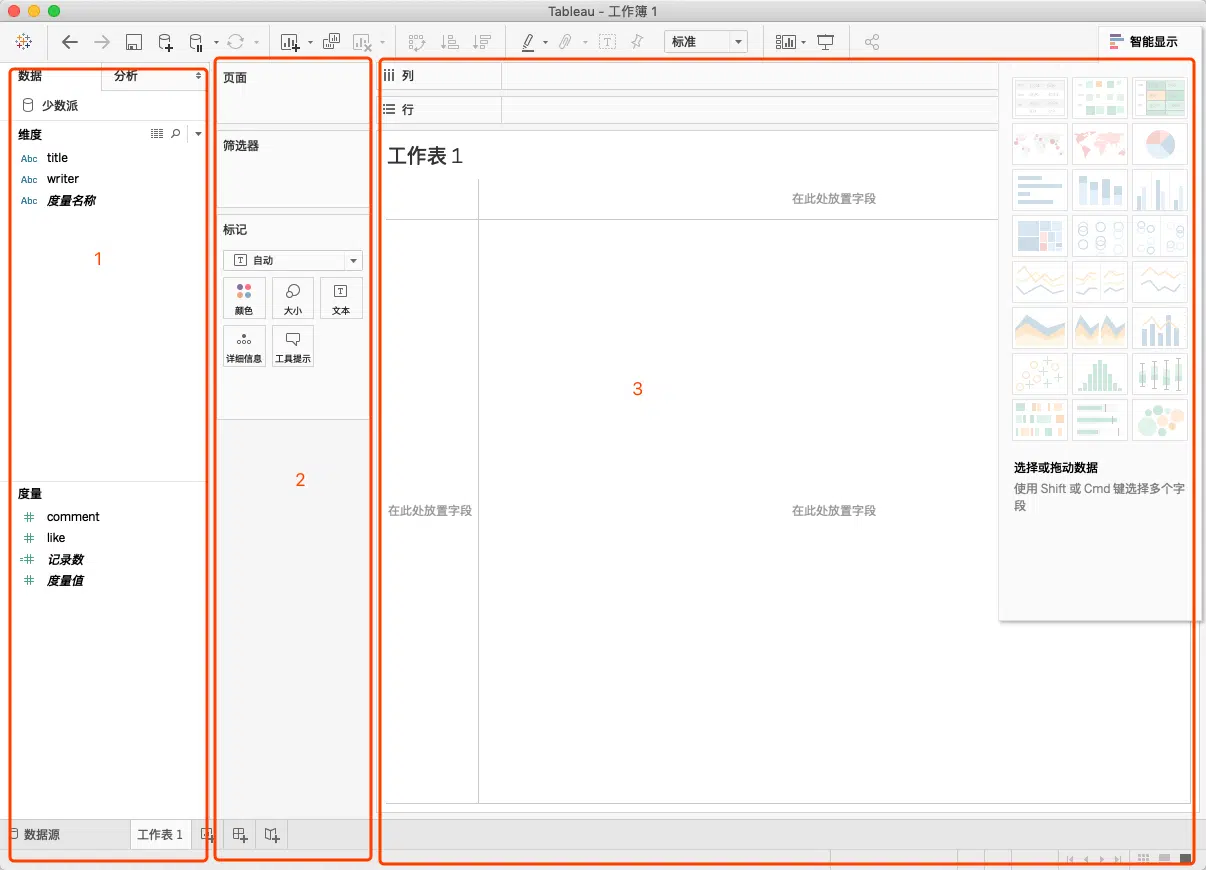 Tableau - 工作簿 1
标准
智能显示
数据
分析
少数派
维度
Abc title
Abc writer
Abc 度量名称
1
度量
comment
like
记录数
度量值
页面
筛选器
标记
自动
颜色
大小
文本
详细信息
工具提示
2
iii 列
行
工作表 1
在此处放置字段
3
在此处放置字段
在此处放置字段
选择或拖动数据
使用 Shift 或 Cmd 键选择多个字
段
数据源
工作表 1